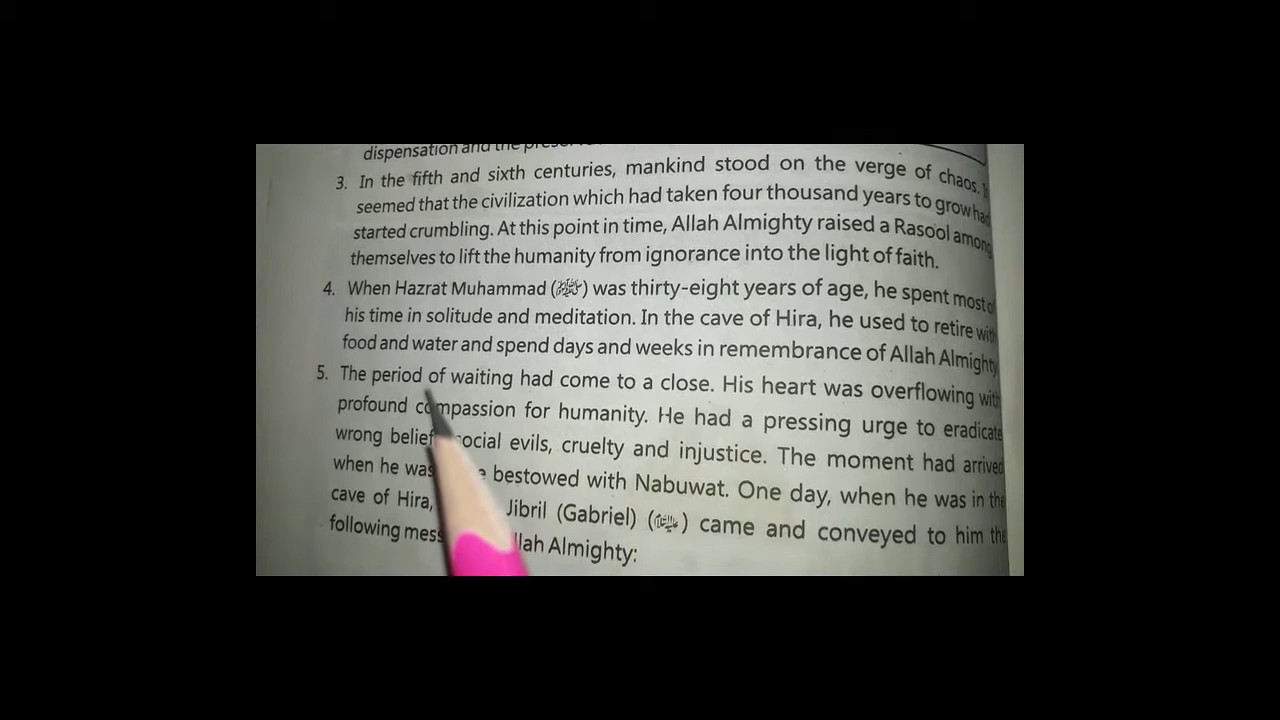 dispensation and the
3. In the fifth and sixth centuries, mankind stood on the verge of chaos. It
seemed that the civilization which had taken four thousand years to grow had
started crumbling. At this point in time, Allah Almighty raised a Rasool among
themselves to lift the humanity from ignorance into the light of faith.
4. When Hazrat Muhammad (ﷺ) was thirty-eight years of age, he spent most of
his time in solitude and meditation. In the cave of Hira, he used to retire with
food and water and spend days and weeks in remembrance of Allah Almighty
5. The period of waiting had come to a close. His heart was overflowing with
profound compassion for humanity. He had a pressing urge to eradicate
wrong beliefs, social evils, cruelty and injustice. The moment had arrived
when he was bestowed with Nabuwat. One day, when he was in the
cave of Hira, Jibril (Gabriel) () came and conveyed to him the
following Allah Almighty: